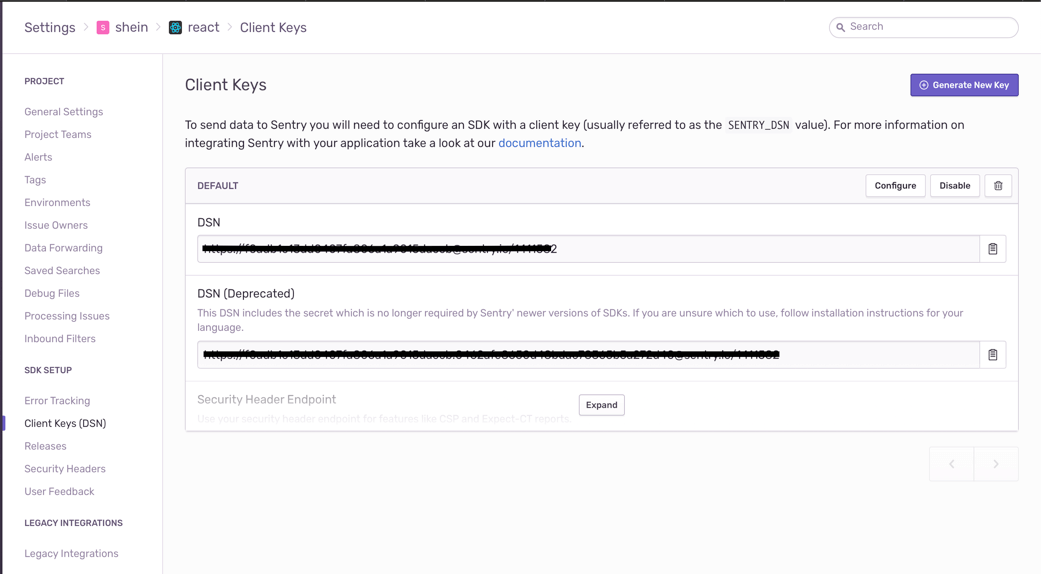 Settings > S shein > react > Client Keys
Search
PROJECT
General Settings
Project Teams
Alerts
Tags
Environments
Issue Owners
Data Forwarding
Saved Searches
Debug Files
Processing Issues
Inbound Filters
SDK SETUP
Error Tracking
Client Keys (DSN)
Releases
Security Headers
User Feedback
LEGACY INTEGRATIONS
Legacy Integrations
Client Keys
Generate New Key
To send data to Sentry you will need to configure an SDK with a client key (usually referred to as the SENTRY_DSN value). For more information on
integrating Sentry with your application take a look at our documentation.
DEFAULT
Configure
Disable
DSN
DSN (Deprecated)
This DSN includes the secret which is no longer required by Sentry' newer versions of SDKs. If you are unsure which to use, follow installation instructions for your
language.
Security Header Endpoint
Expand
Use your security header endpoint for features like CSP and Expect-CT reports.